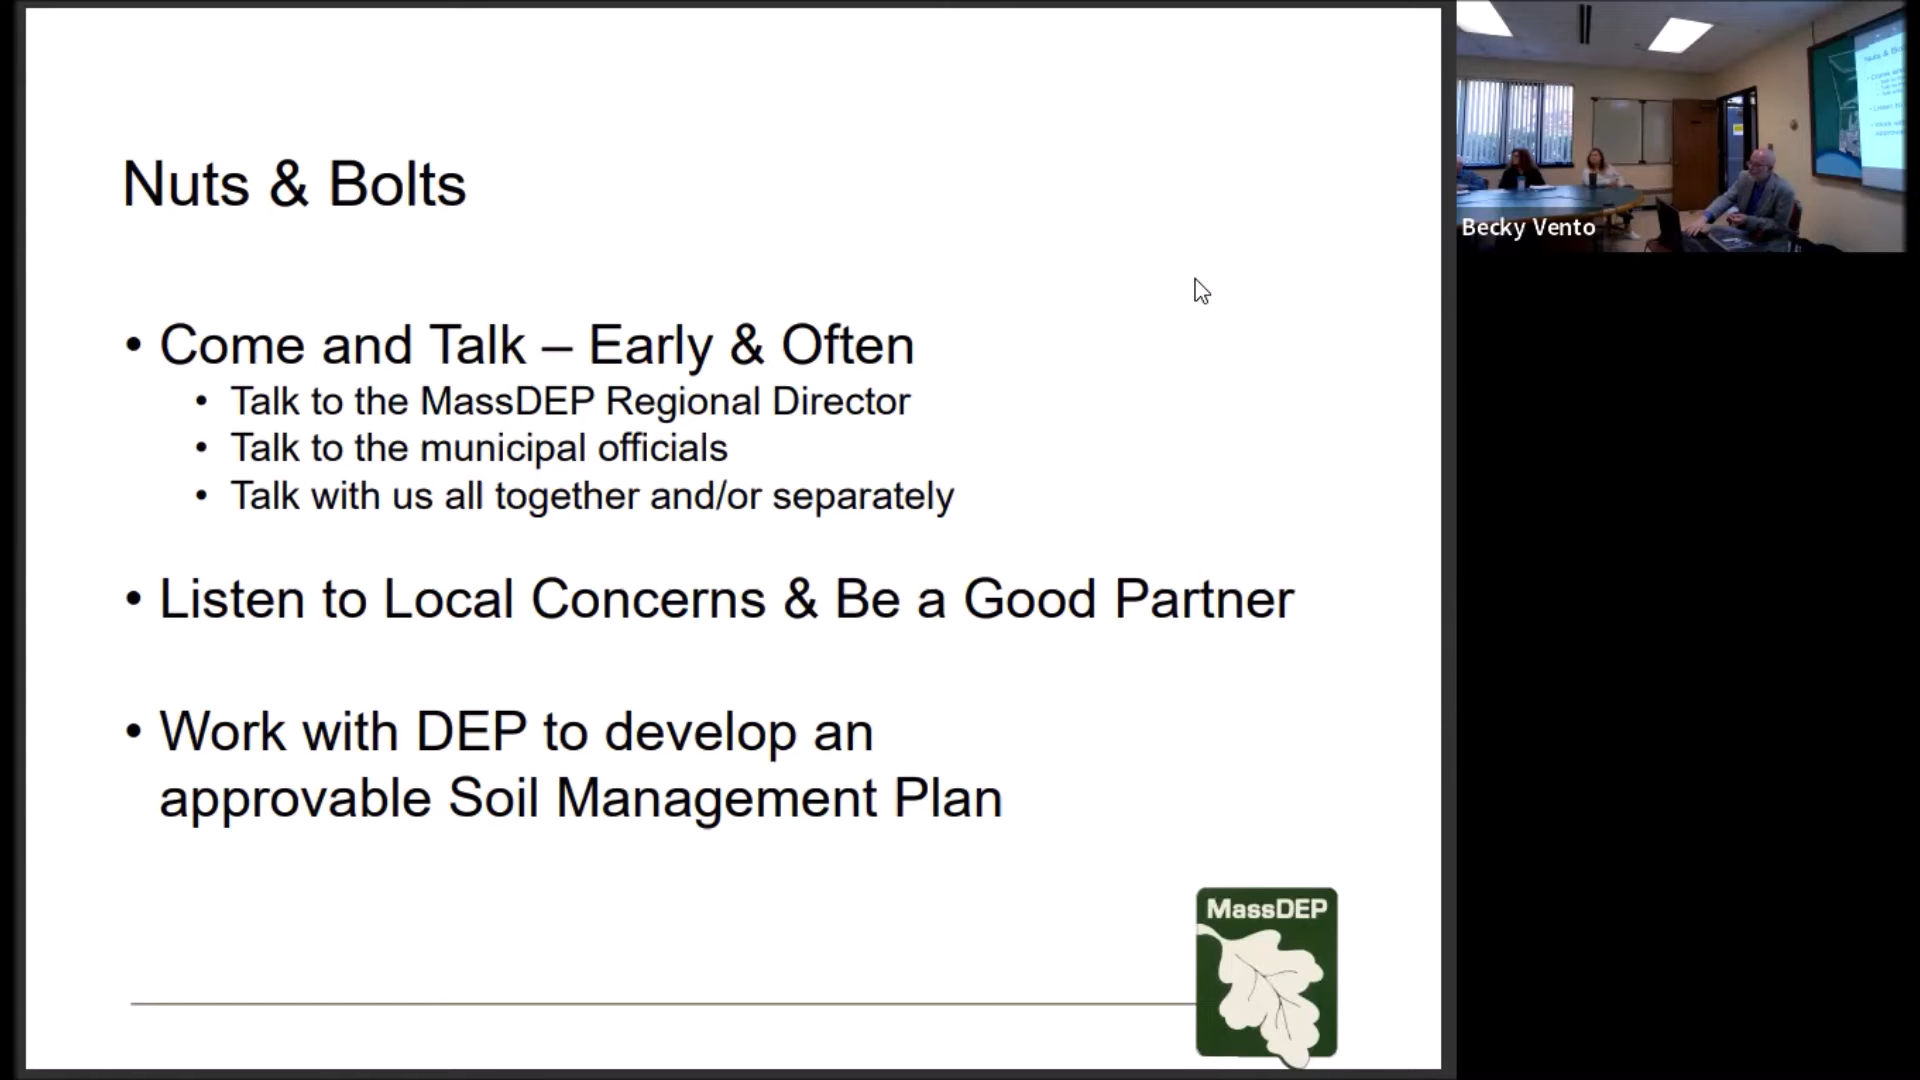 Nuts & Bolts
• Come and Talk – Early & Often
• Talk to the MassDEP Regional Director
• Talk to the municipal officials
• Talk with us all together and/or separately
• Listen to Local Concerns & Be a Good Partner
• Work with DEP to develop an
approvable Soil Management Plan
MassDEP
Becky Vento